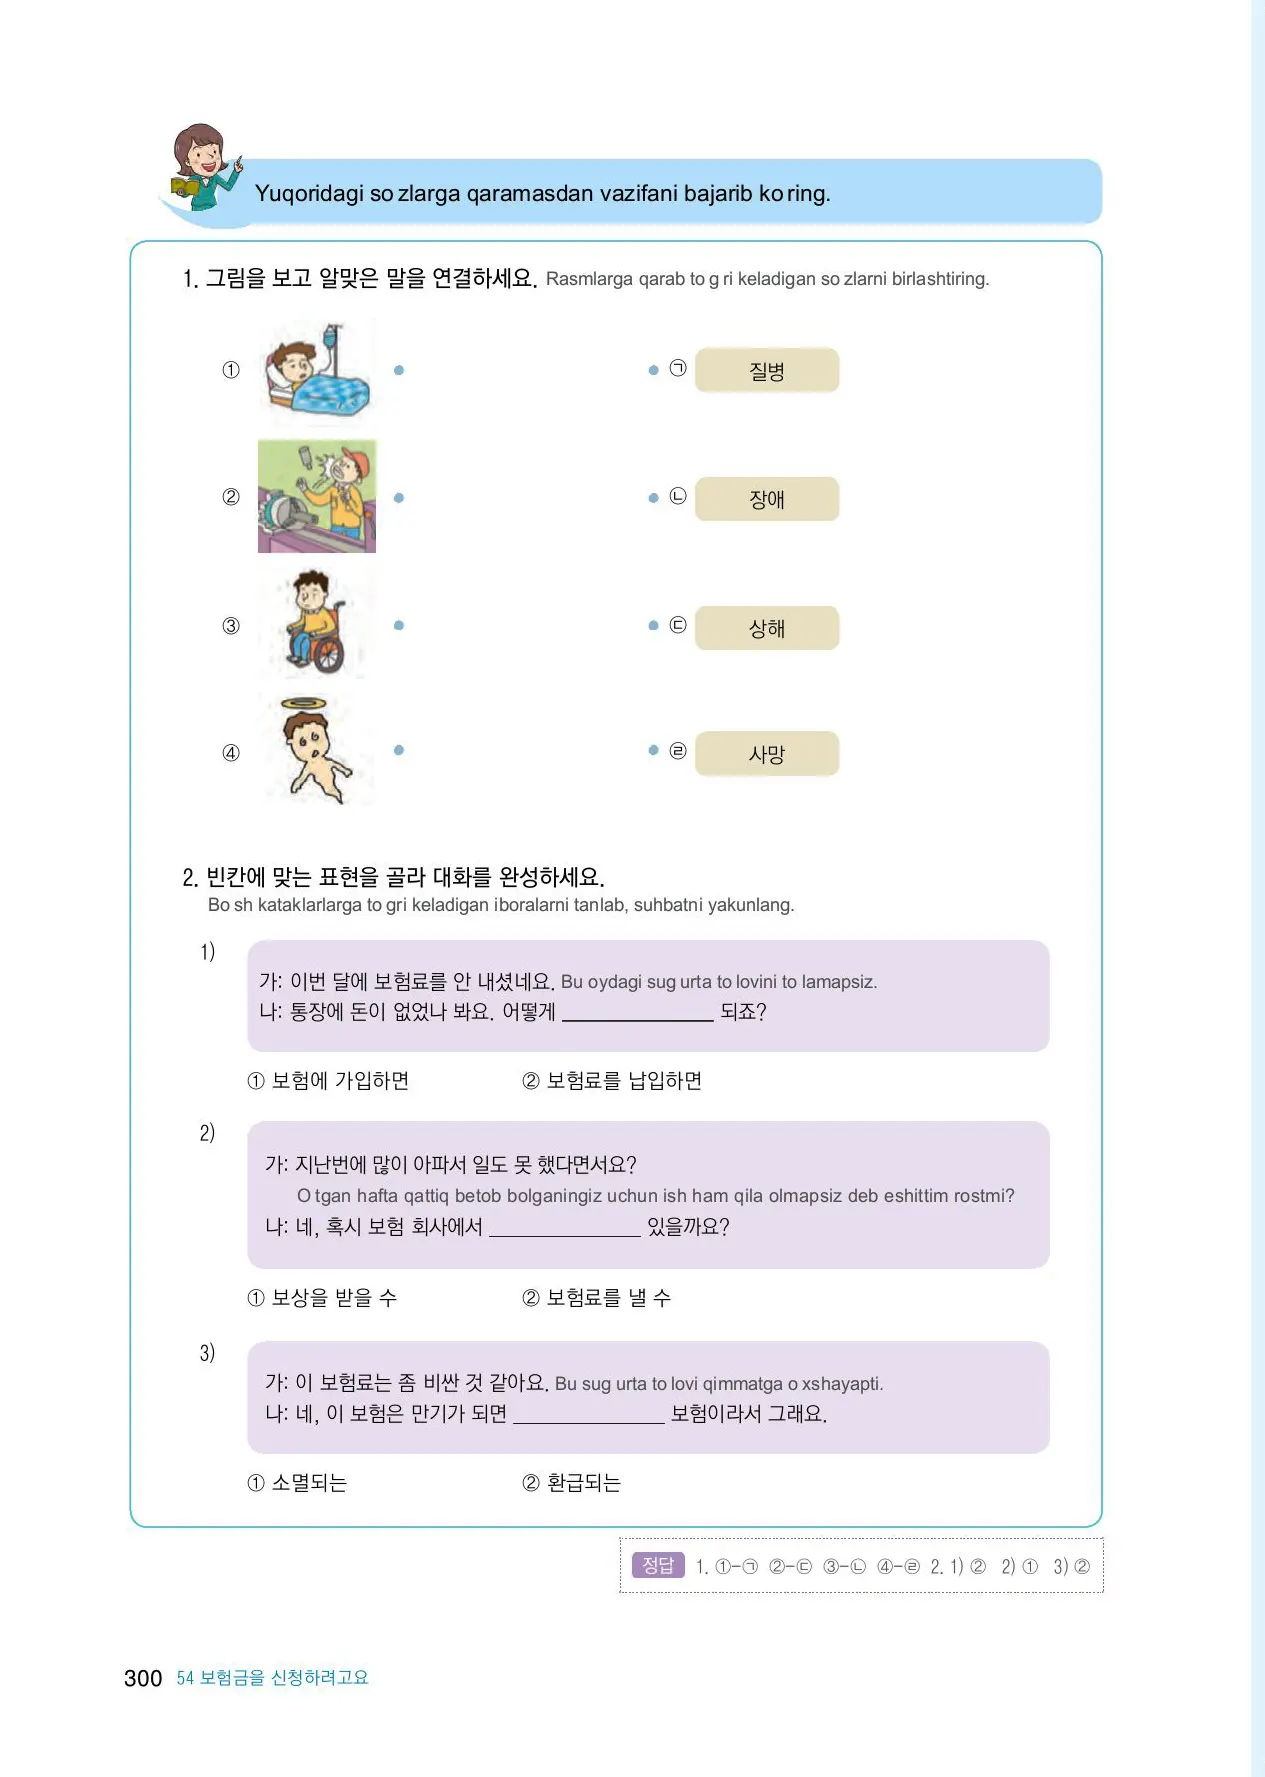 Yuqoridagi so zlarga qaramasdan vazifani bajarib ko ring.
1. 그림을 보고 알맞은 말을 연결하세요. Rasmlarga qarab to g ri keladigan so zlarni birlashtiring.
① ㉠ 질병
② ㉡ 장애
③ ㉢ 상해
④ ㉣ 사망
2. 빈칸에 맞는 표현을 골라 대화를 완성하세요.
Bo sh kataklarlarga to gri keladigan iboralarni tanlab, suhbatni yakunlang.
1)
가: 이번 달에 보험료를 안 내셨네요. Bu oydagi sug urta to lovini to lamapsiz.
나: 통장에 돈이 없었나 봐요. 어떻게 ______________ 되죠?
① 보험에 가입하면 ② 보험료를 납입하면
2)
가: 지난번에 많이 아파서 일도 못 했다면서요?
O tgan hafta qattiq betob bolganingiz uchun ish ham qila olmapsiz deb eshittim rostmi?
나: 네, 혹시 보험 회사에서 ______________ 있을까요?
① 보상을 받을 수 ② 보험료를 낼 수
3)
가: 이 보험료는 좀 비싼 것 같아요. Bu sug urta to lovi qimmatga o xshayapti.
나: 네, 이 보험은 만기가 되면 ______________ 보험이라서 그래요.
① 소멸되는 ② 환급되는
정답 1. ①-㉠ ②-㉢ ③-㉡ ④-㉣ 2. 1) ② 2) ① 3) ②
300 54 보험금을 신청하려고요